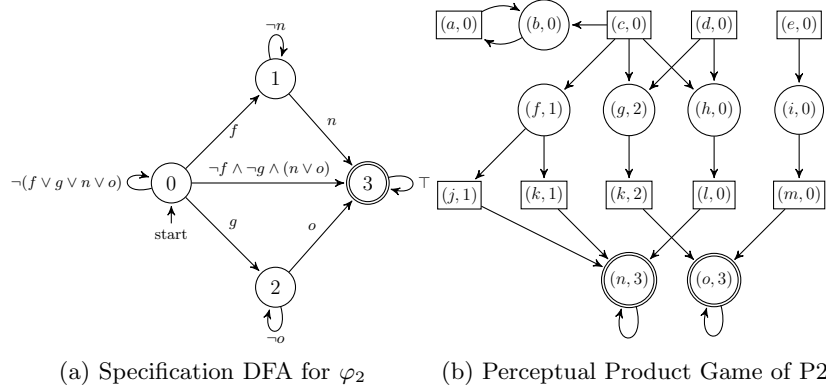 ¬n
1
f
n
¬(f ∨ g ∨ n ∨ o)
0
¬f ∧ ¬g ∧ (n ∨ o)
3
⊤
start
g
o
2
¬o
(a) Specification DFA for φ₂
(a, 0) (b, 0) (c, 0) (d, 0) (e, 0)
(f, 1) (g, 2) (h, 0) (i, 0)
(j, 1) (k, 1) (k, 2) (l, 0) (m, 0)
(n, 3) (o, 3)
(b) Perceptual Product Game of P2